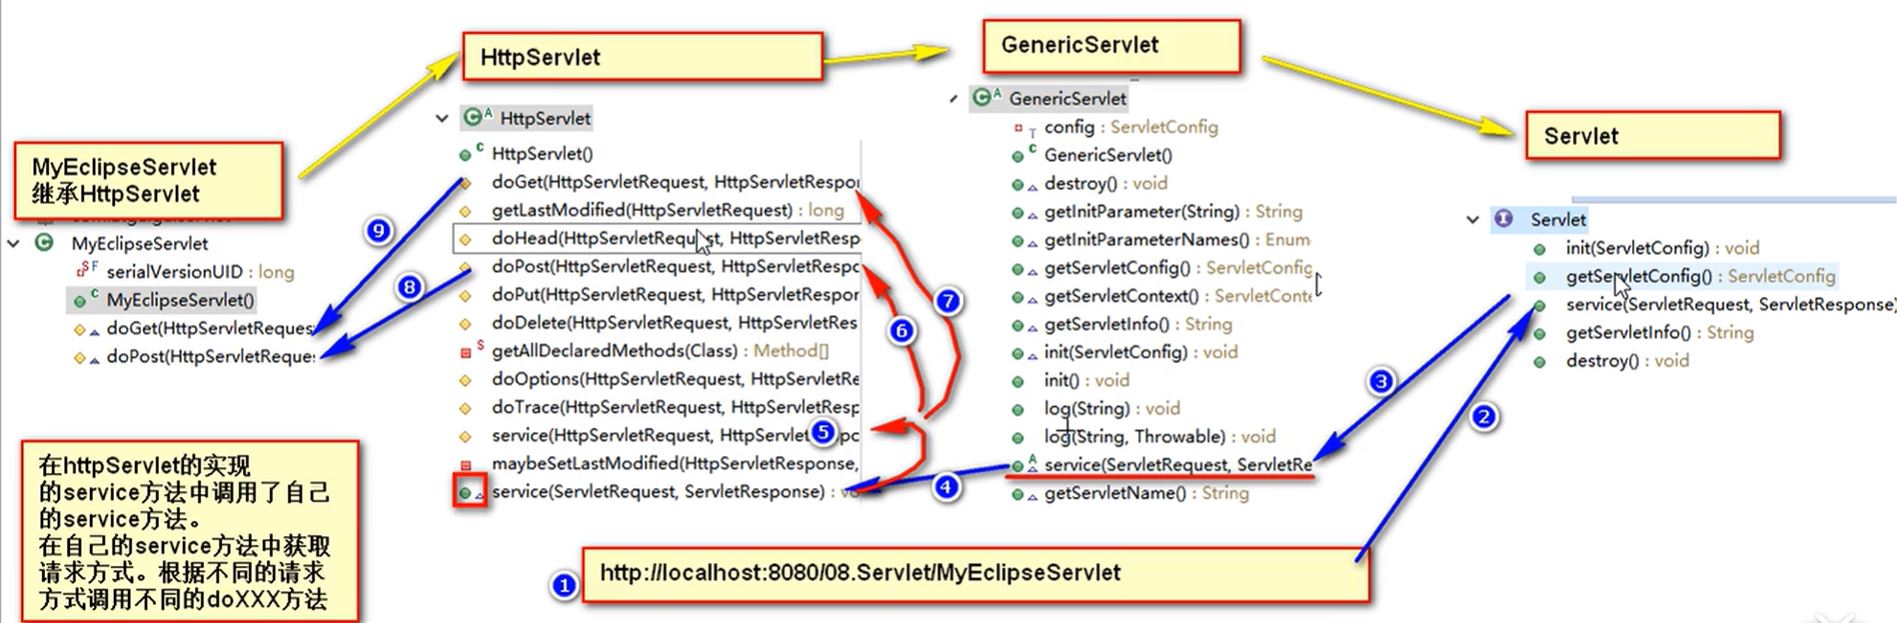 HttpServlet
GenericServlet
Servlet
MyEclipseServlet
继承HttpServlet
MyEclipseServlet
serialVersionUID : long
MyEclipseServlet()
doGet(HttpServletReques
doPost(HttpServletReque
在httpServlet的实现
的service方法中调用了自己
的service方法。
在自己的service方法中获取
请求方式。根据不同的请求
方式调用不同的doXXX方法
HttpServlet
HttpServlet()
doGet(HttpServletRequest, HttpServletRespo
getLastModified(HttpServletRequest) : long
doHead(HttpServletRequest, HttpServletResp
doPost(HttpServletRequest, HttpServletRespo
doPut(HttpServletRequest, HttpServletRespor
doDelete(HttpServletRequest, HttpServletRes
getAllDeclaredMethods(Class) : Method[]
doOptions(HttpServletRequest, HttpServletRe
doTrace(HttpServletRequest, HttpServletResp
service(HttpServletRequest, HttpServlet
maybeSetLastModified(HttpServletResponse,
service(ServletRequest, ServletResponse) : vo
GenericServlet
config : ServletConfig
GenericServlet()
destroy() : void
getInitParameter(String) : String
getInitParameterNames() : Enum
getServletConfig() : ServletConfig
getServletContext() : ServletConte
getServletInfo() : String
init(ServletConfig) : void
init() : void
log(String) : void
log(String, Throwable) : void
service(ServletRequest, ServletRe
getServletName() : String
Servlet
init(ServletConfig) : void
getServletConfig() : ServletConfig
service(ServletRequest, ServletResponse)
getServletInfo() : String
destroy() : void
9
8
7
6
5
4
3
2
1
http://localhost:8080/08.Servlet/MyEclipseServlet